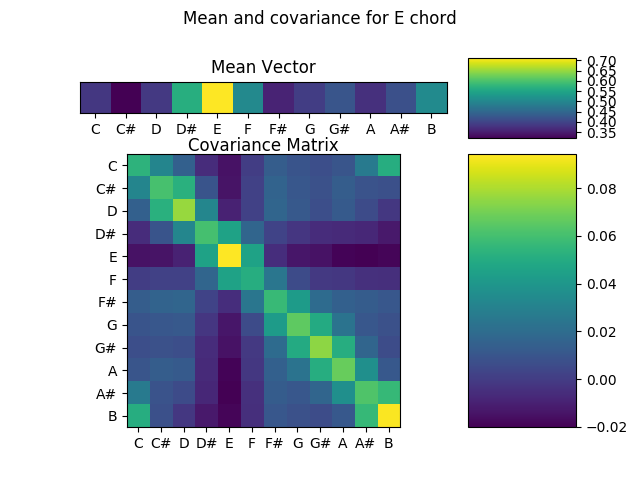 Mean and covariance for E chord
Mean Vector
C C# D D# E F F# G G# A A# B
0.70
0.65
0.60
0.55
0.50
0.45
0.40
0.35
Covariance Matrix
C
C#
D
D#
E
F
F#
G
G#
A
A#
B
C C# D D# E F F# G G# A A# B
0.08
0.06
0.04
0.02
0.00
−0.02